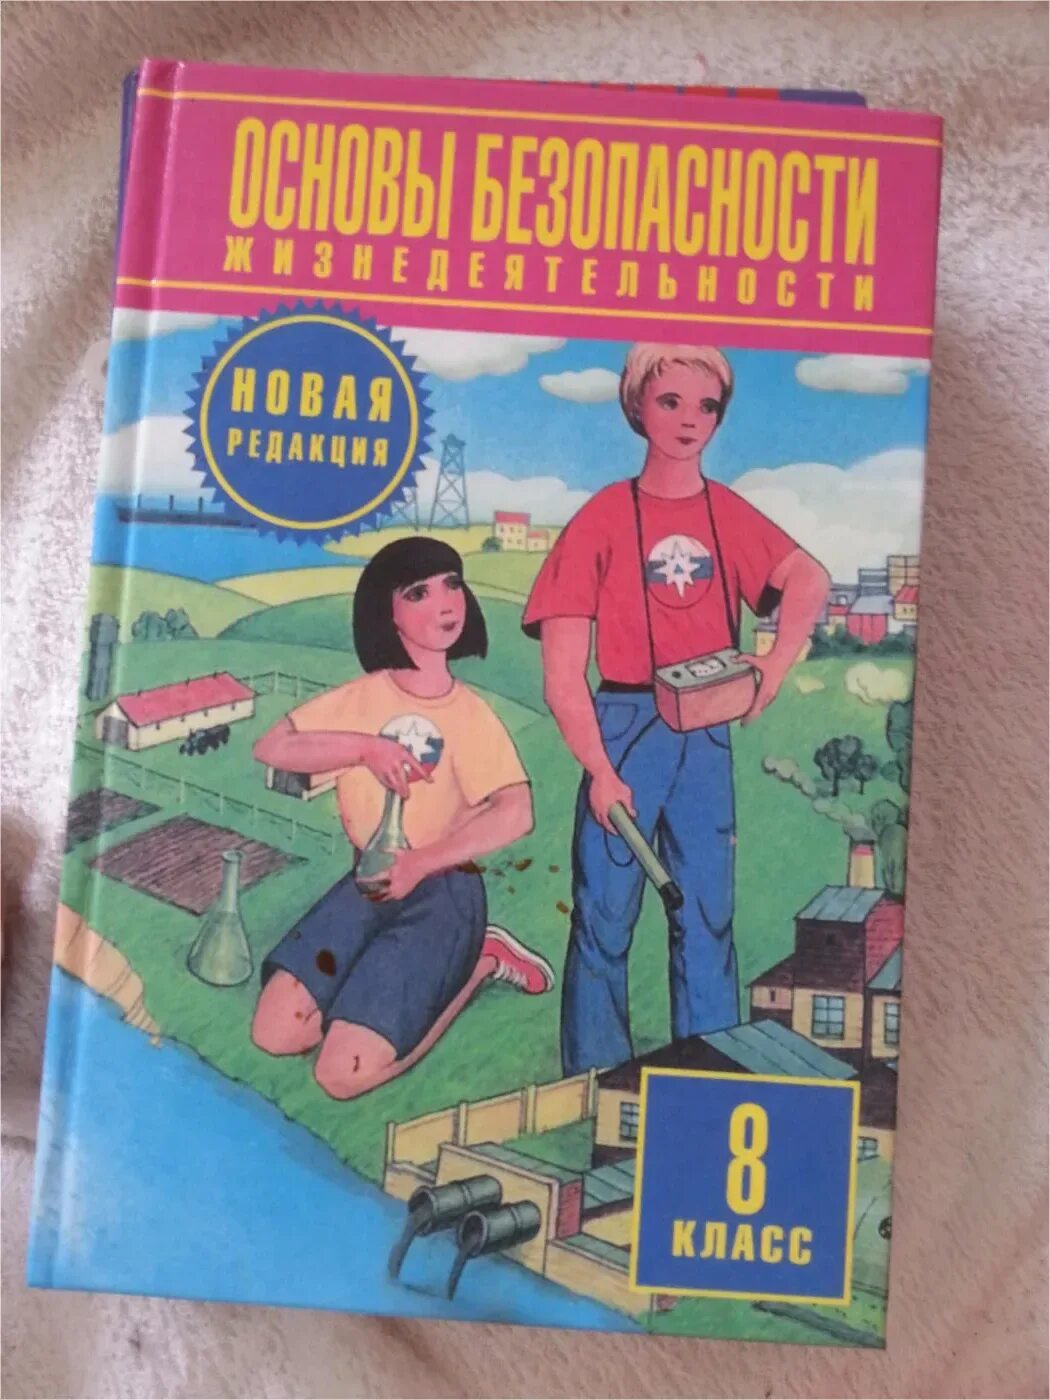 ОСНОВЫ БЕЗОПАСНОСТИ
ЖИЗНЕДЕЯТЕЛЬНОСТИ
НОВАЯ
РЕДАКЦИЯ
8
КЛАСС